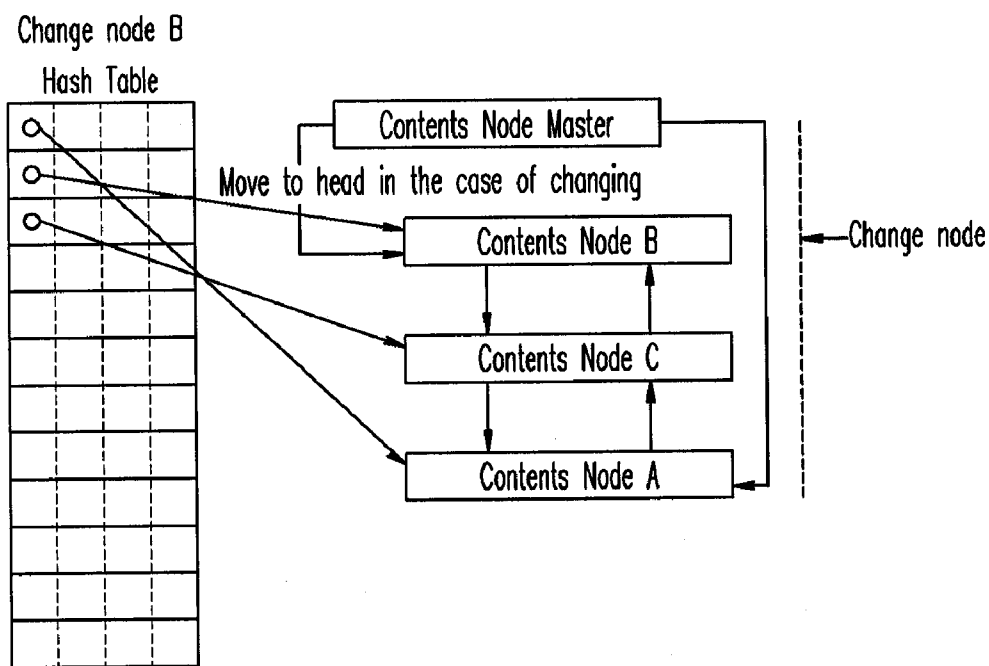 Change node B
Hash Table
Contents Node Master
Move to head in the case of changing
Contents Node B
Change node
Contents Node C
Contents Node A